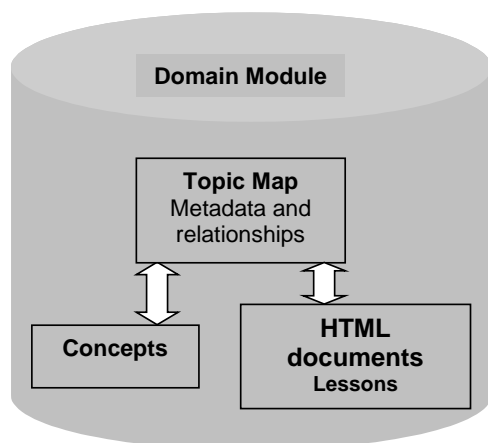 Domain Module
Topic Map
Metadata and
relationships
Concepts
HTML
documents
Lessons